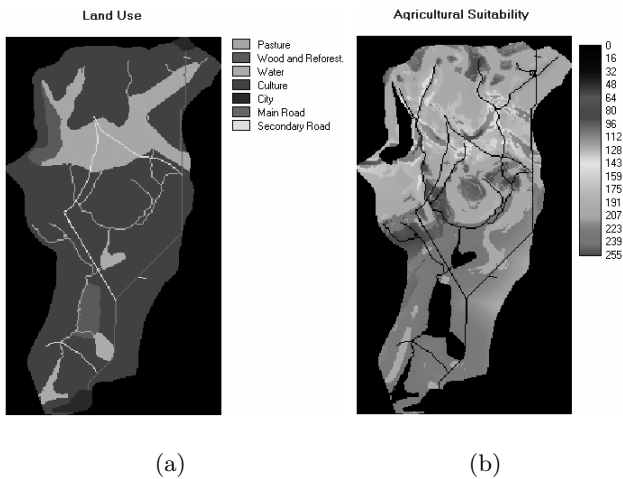 Land Use
Pasture
Wood and Reforest.
Water
Culture
City
Main Road
Secondary Road
(a)
Agricultural Suitability
0
16
32
48
64
80
96
112
128
143
159
175
191
207
223
239
255
(b)